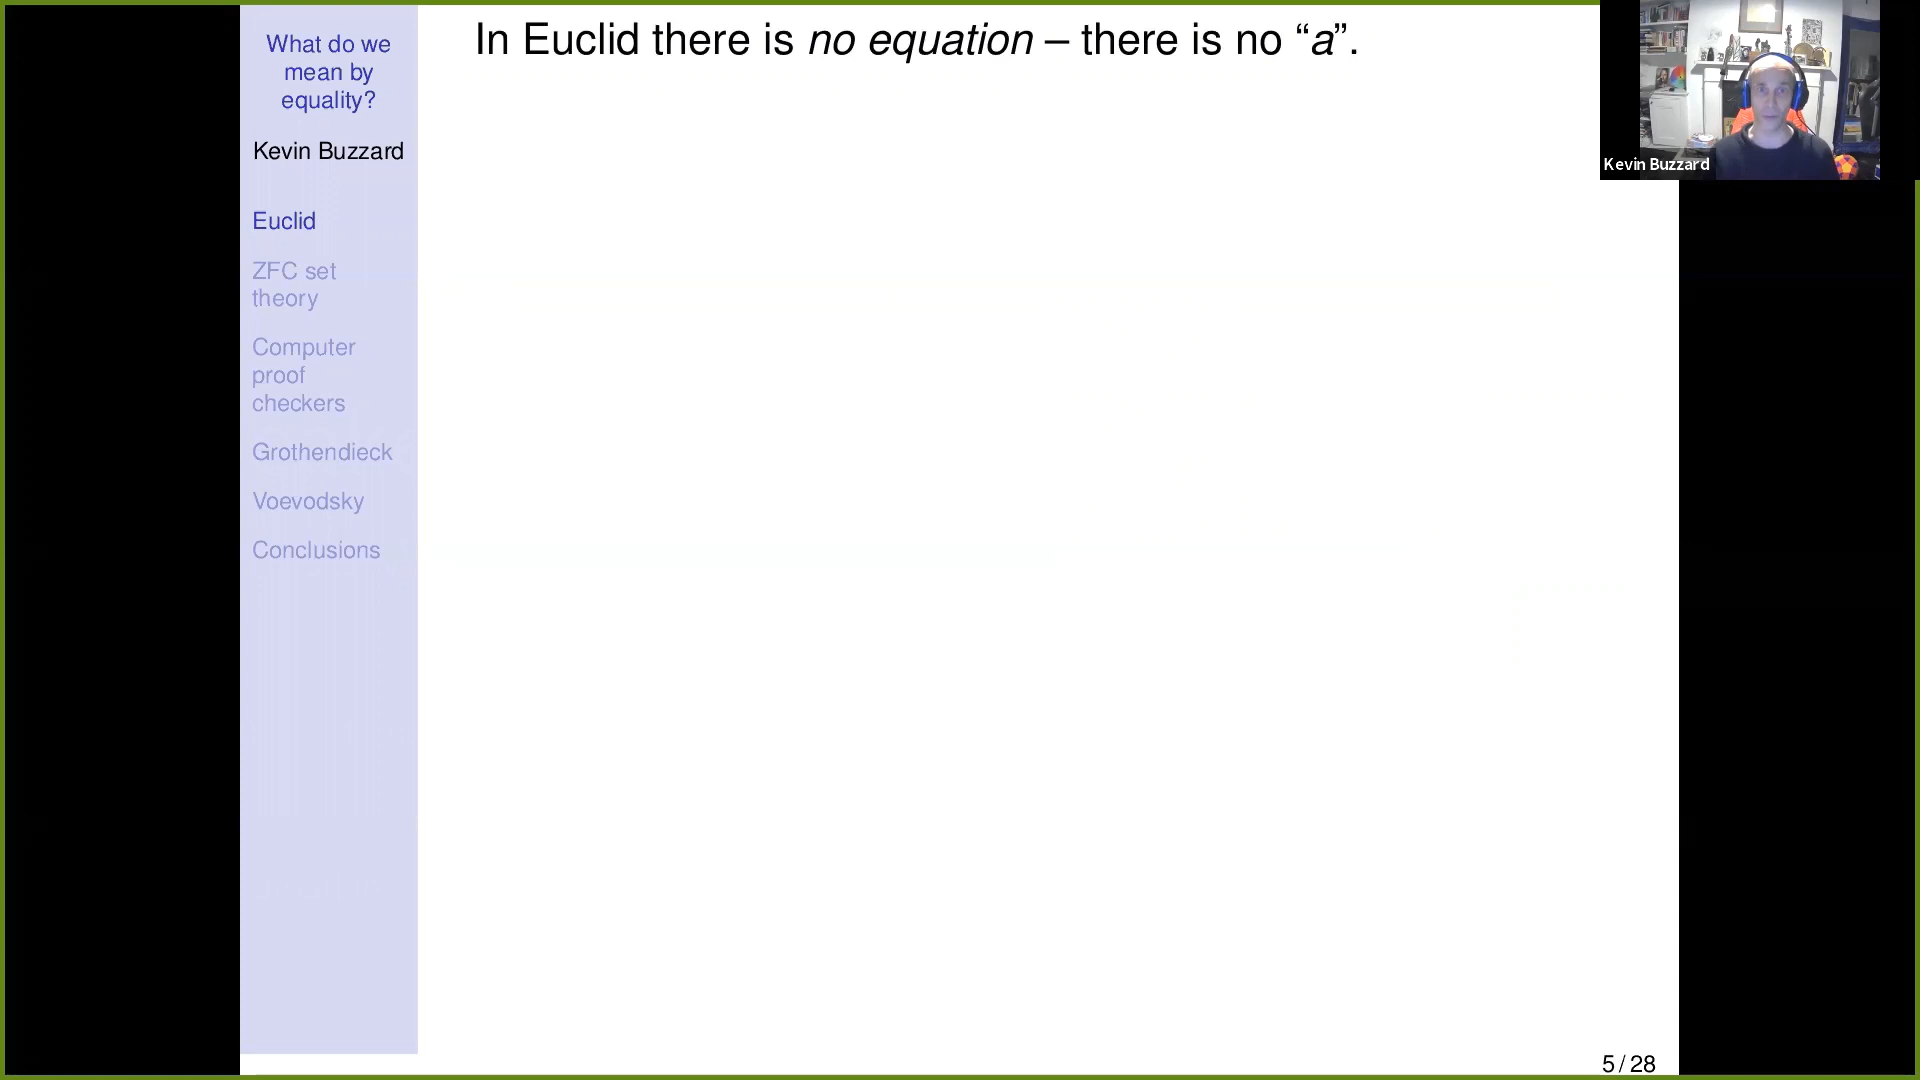 What do we
mean by
equality?
Kevin Buzzard
Euclid
ZFC set
theory
Computer
proof
checkers
Grothendieck
Voevodsky
Conclusions
In Euclid there is no equation – there is no “a”.
Kevin Buzzard
5 / 28